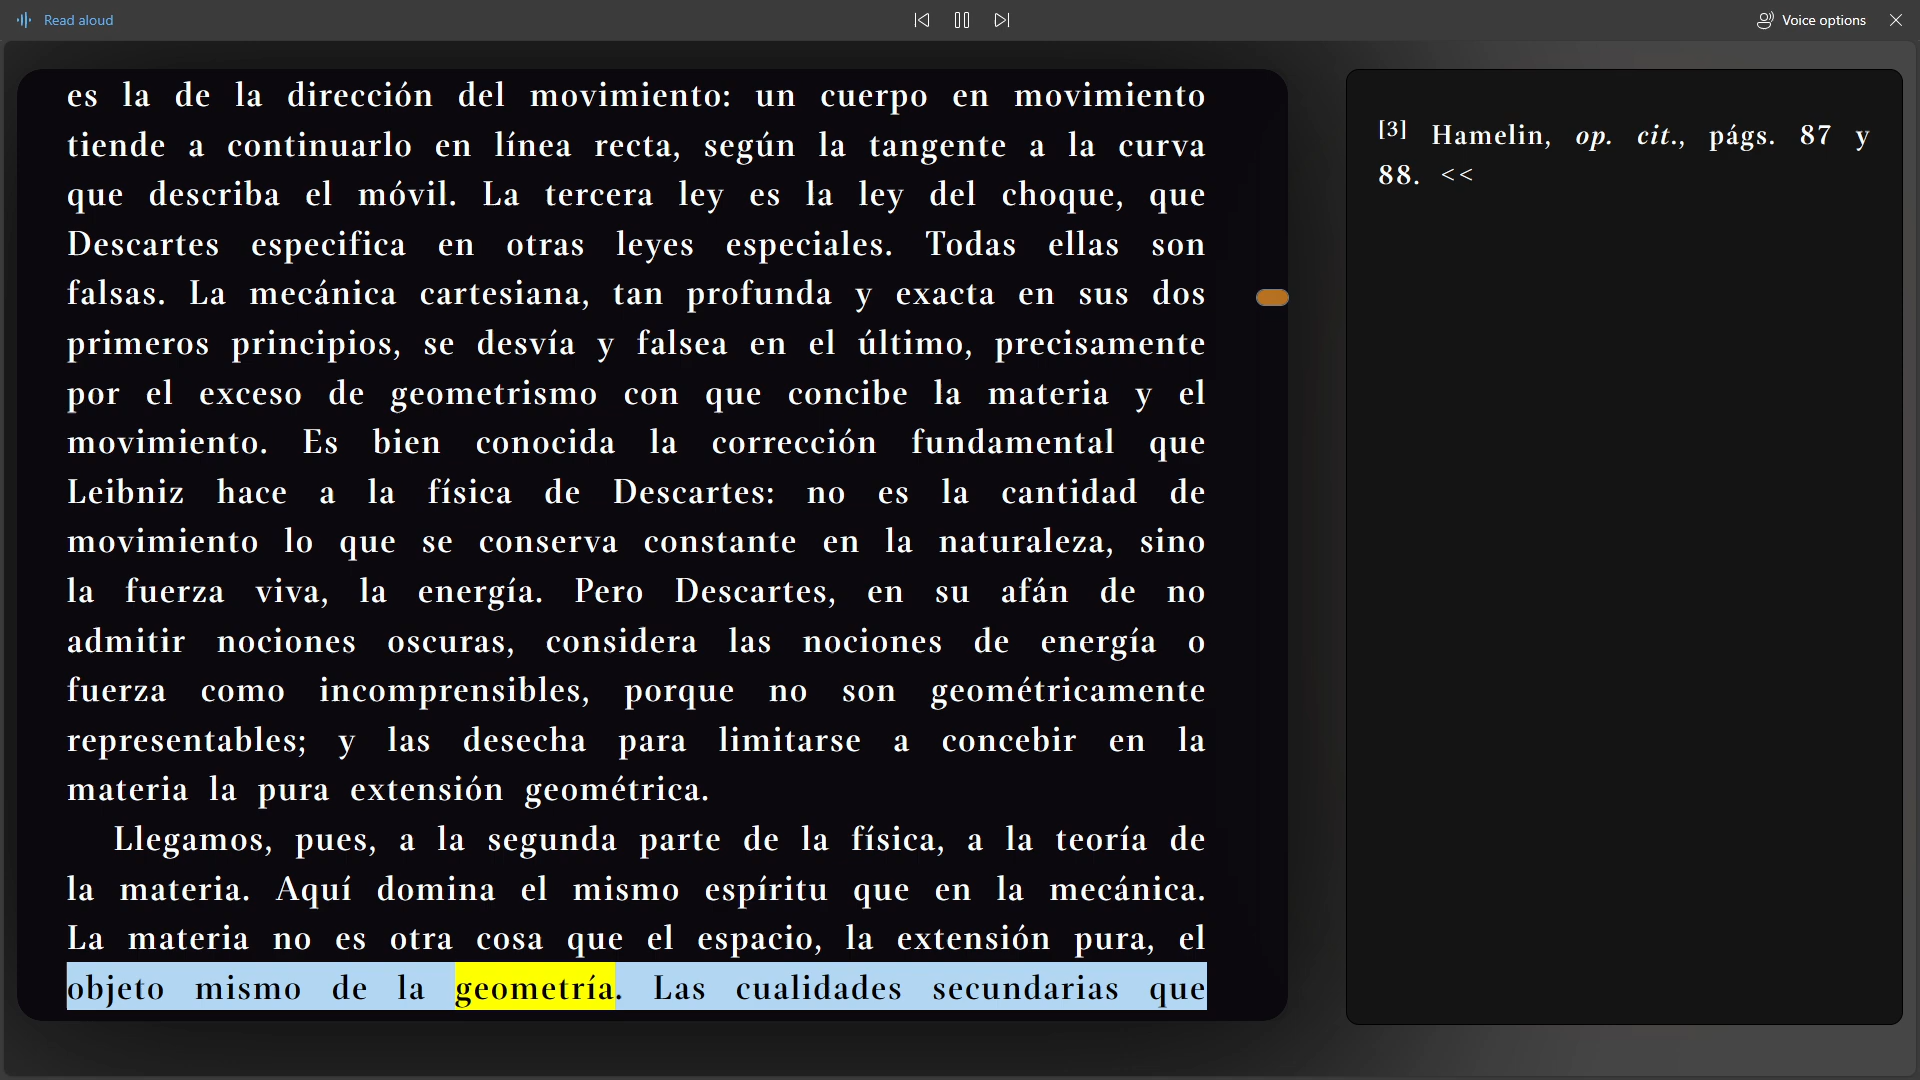 Read aloud
Voice options
es la de la dirección del movimiento: un cuerpo en movimiento
tiende a continuarlo en línea recta, según la tangente a la curva
que describa el móvil. La tercera ley es la ley del choque, que
Descartes especifica en otras leyes especiales. Todas ellas son
falsas. La mecánica cartesiana, tan profunda y exacta en sus dos
primeros principios, se desvía y falsea en el último, precisamente
por el exceso de geometrismo con que concibe la materia y el
movimiento. Es bien conocida la corrección fundamental que
Leibniz hace a la física de Descartes: no es la cantidad de
movimiento lo que se conserva constante en la naturaleza, sino
la fuerza viva, la energía. Pero Descartes, en su afán de no
admitir nociones oscuras, considera las nociones de energía o
fuerza como incomprensibles, porque no son geométricamente
representables; y las desecha para limitarse a concebir en la
materia la pura extensión geométrica.
Llegamos, pues, a la segunda parte de la física, a la teoría de
la materia. Aquí domina el mismo espíritu que en la mecánica.
La materia no es otra cosa que el espacio, la extensión pura, el
objeto mismo de la geometría. Las cualidades secundarias que
[3] Hamelin, op. cit., págs. 87 y
88. <<